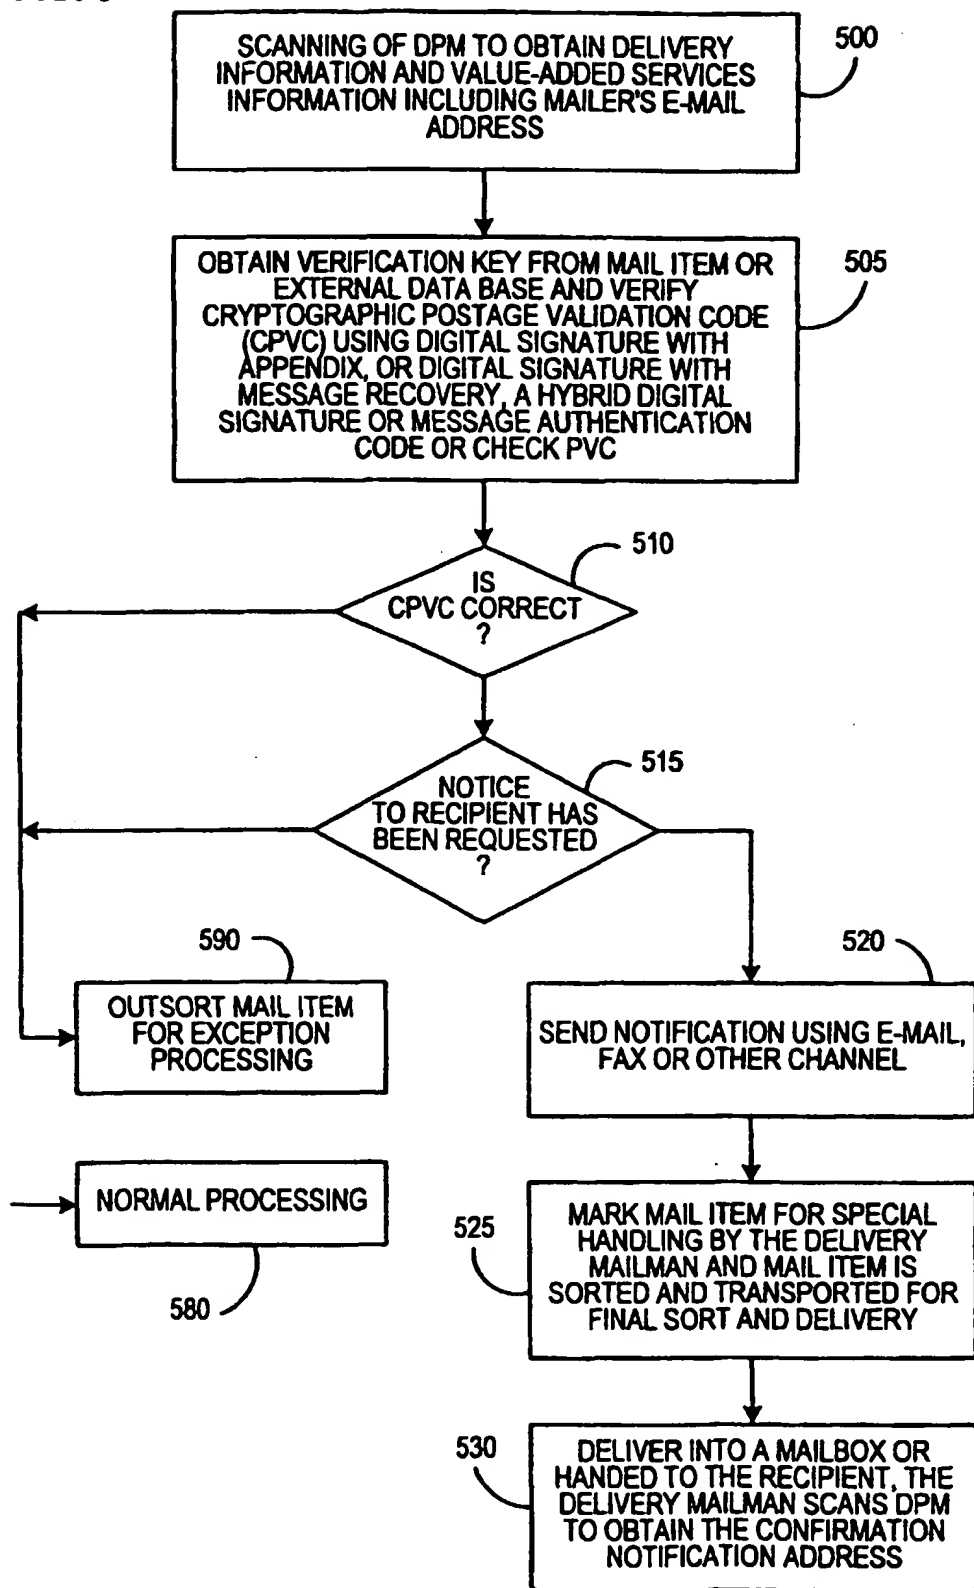 500
SCANNING OF DPM TO OBTAIN DELIVERY
INFORMATION AND VALUE-ADDED SERVICES
INFORMATION INCLUDING MAILER'S E-MAIL
ADDRESS
505
OBTAIN VERIFICATION KEY FROM MAIL ITEM OR
EXTERNAL DATA BASE AND VERIFY
CRYPTOGRAPHIC POSTAGE VALIDATION CODE
(CPVC) USING DIGITAL SIGNATURE WITH
APPENDIX, OR DIGITAL SIGNATURE WITH
MESSAGE RECOVERY, A HYBRID DIGITAL
SIGNATURE OR MESSAGE AUTHENTICATION
CODE OR CHECK PVC
510
IS
CPVC CORRECT
?
515
NOTICE
TO RECIPIENT HAS
BEEN REQUESTED
?
590
OUTSORT MAIL ITEM
FOR EXCEPTION
PROCESSING
520
SEND NOTIFICATION USING E-MAIL,
FAX OR OTHER CHANNEL
NORMAL PROCESSING
580
525
MARK MAIL ITEM FOR SPECIAL
HANDLING BY THE DELIVERY
MAILMAN AND MAIL ITEM IS
SORTED AND TRANSPORTED FOR
FINAL SORT AND DELIVERY
530
DELIVER INTO A MAILBOX OR
HANDED TO THE RECIPIENT, THE
DELIVERY MAILMAN SCANS DPM
TO OBTAIN THE CONFIRMATION
NOTIFICATION ADDRESS